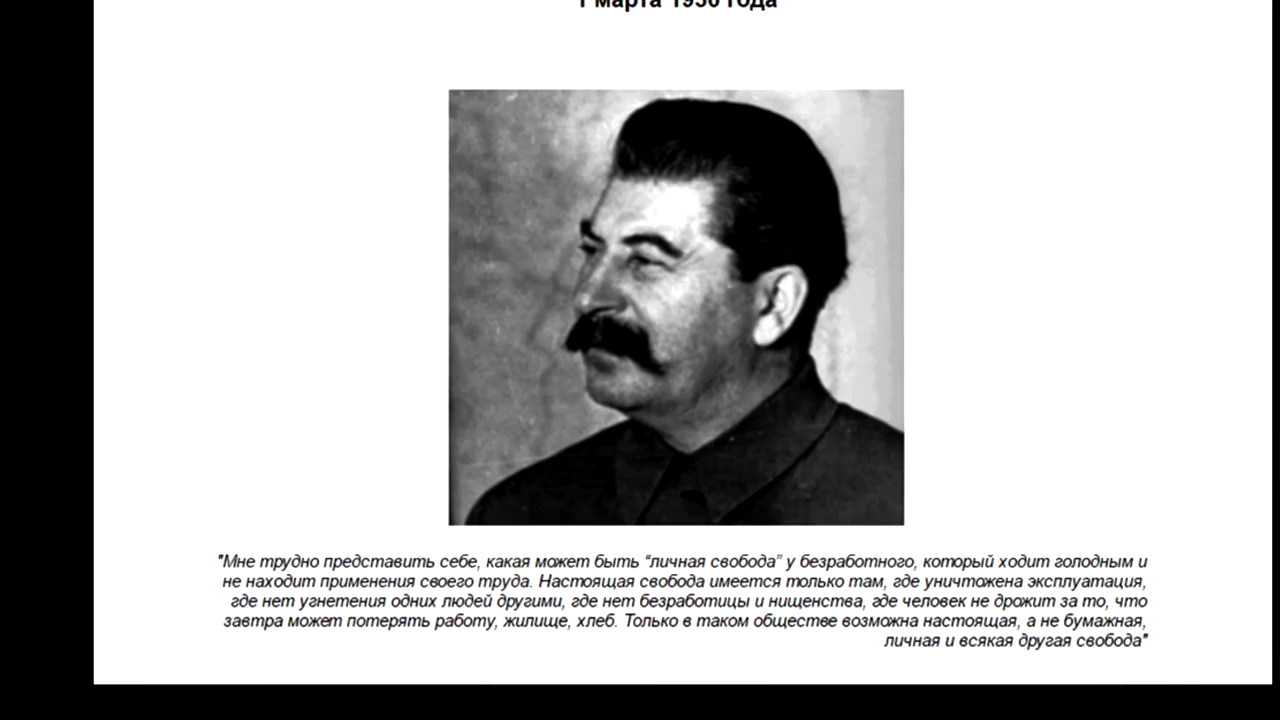 1 марта 1936 года
"Мне трудно представить себе, какая может быть “личная свобода” у безработного, который ходит голодным и
не находит применения своего труда. Настоящая свобода имеется только там, где уничтожена эксплуатация,
где нет угнетения одних людей другими, где нет безработицы и нищенства, где человек не дрожит за то, что
завтра может потерять работу, жилище, хлеб. Только в таком обществе возможна настоящая, а не бумажная,
личная и всякая другая свобода"